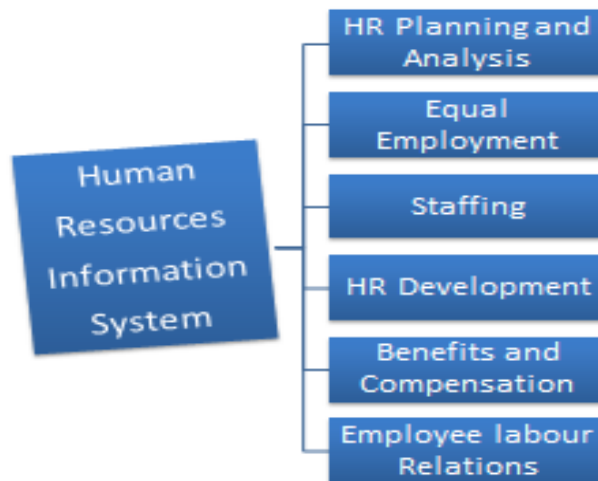 Human
Resources
Information
System
HR Planning and
Analysis
Equal
Employment
Staffing
HR Development
Benefits and
Compensation
Employee labour
Relations